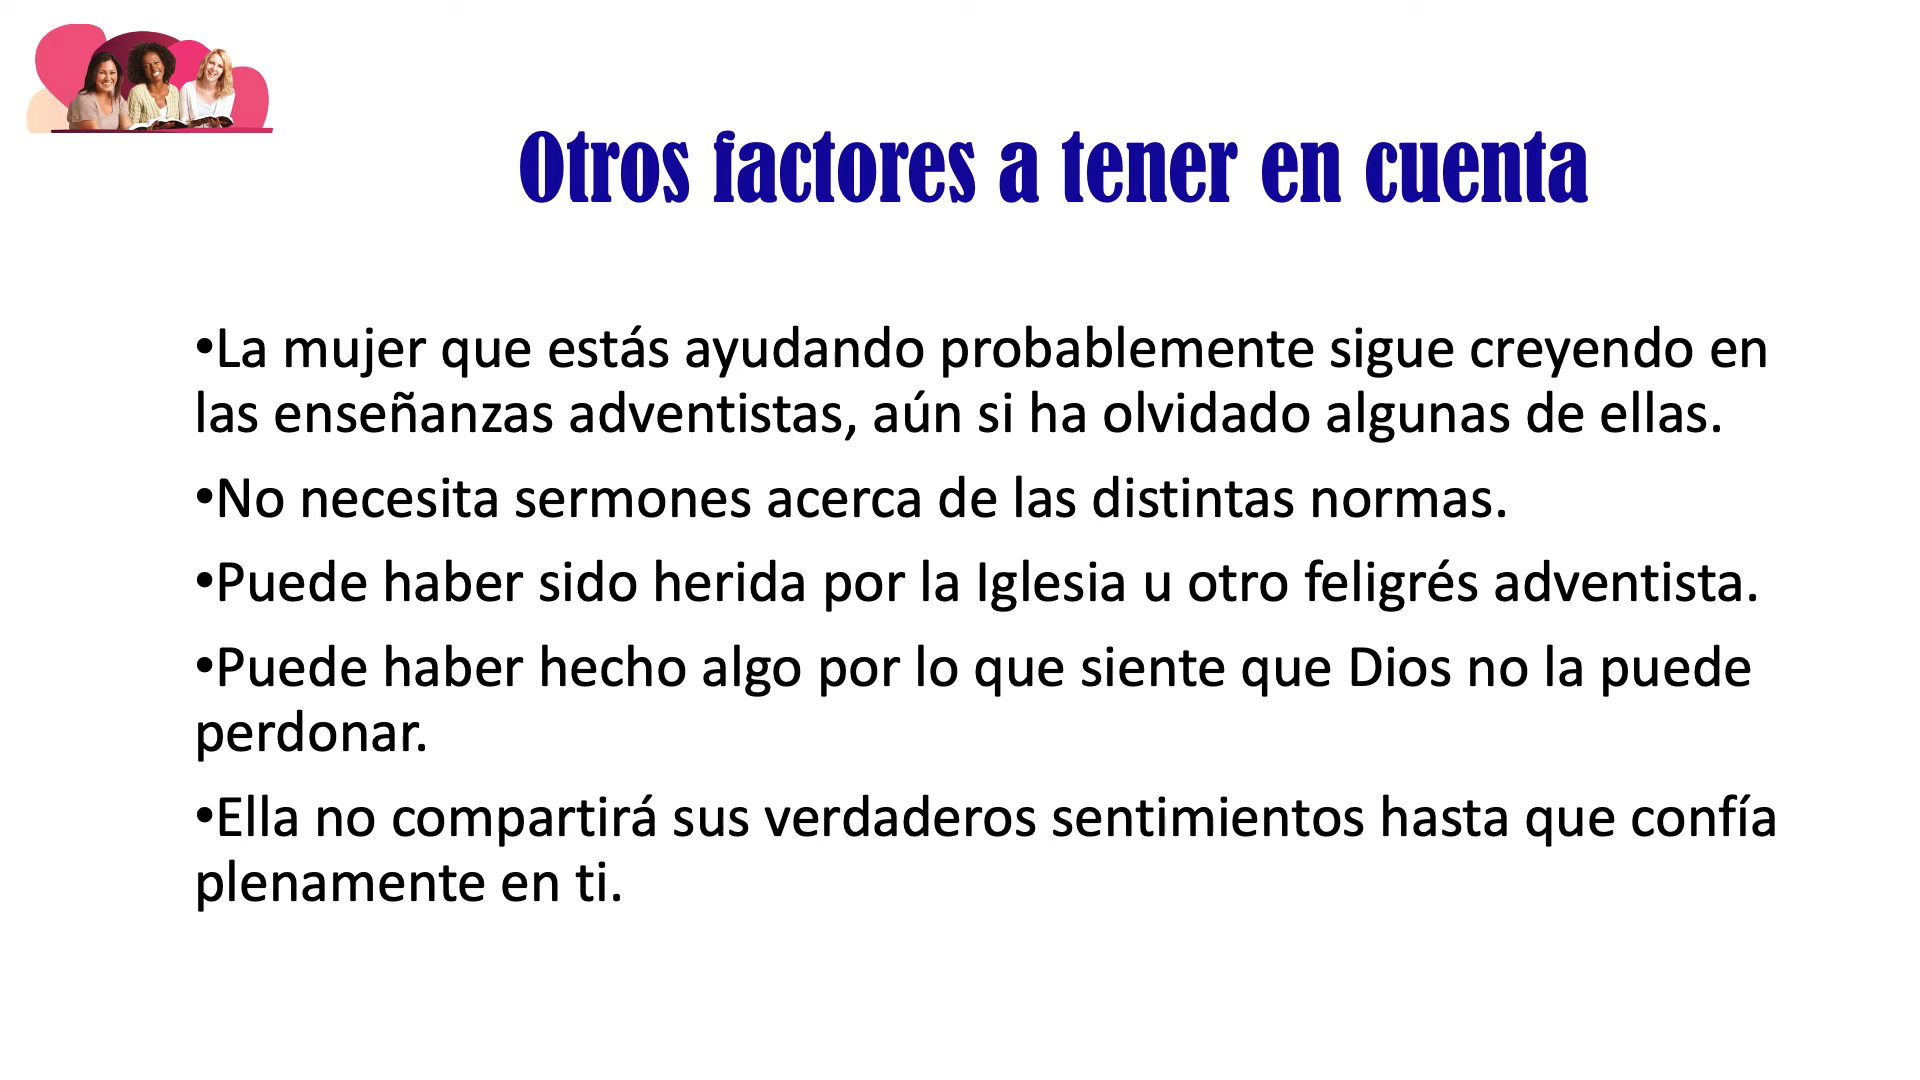 Otros factores a tener en cuenta
•La mujer que estás ayudando probablemente sigue creyendo en
las enseñanzas adventistas, aún si ha olvidado algunas de ellas.
•No necesita sermones acerca de las distintas normas.
•Puede haber sido herida por la Iglesia u otro feligrés adventista.
•Puede haber hecho algo por lo que siente que Dios no la puede
perdonar.
•Ella no compartirá sus verdaderos sentimientos hasta que confía
plenamente en ti.